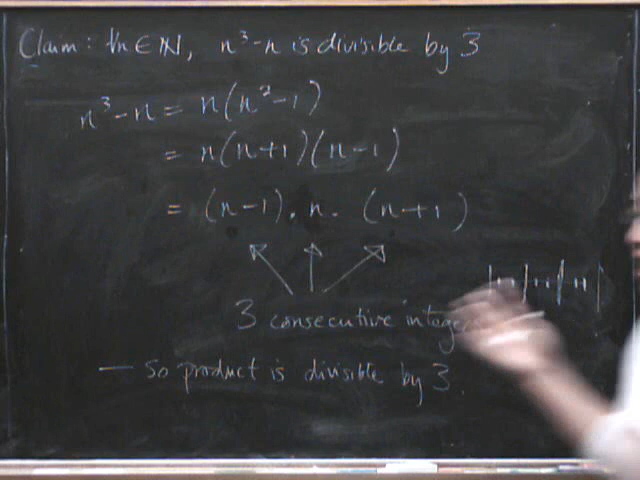 Claim: ∀n ∈ ℕ, n³-n is divisible by 3
n³-n = n(n²-1)
= n(n+1)(n-1)
= (n-1). n. (n+1)
3 consecutive integer
— So product is divisible by 3.